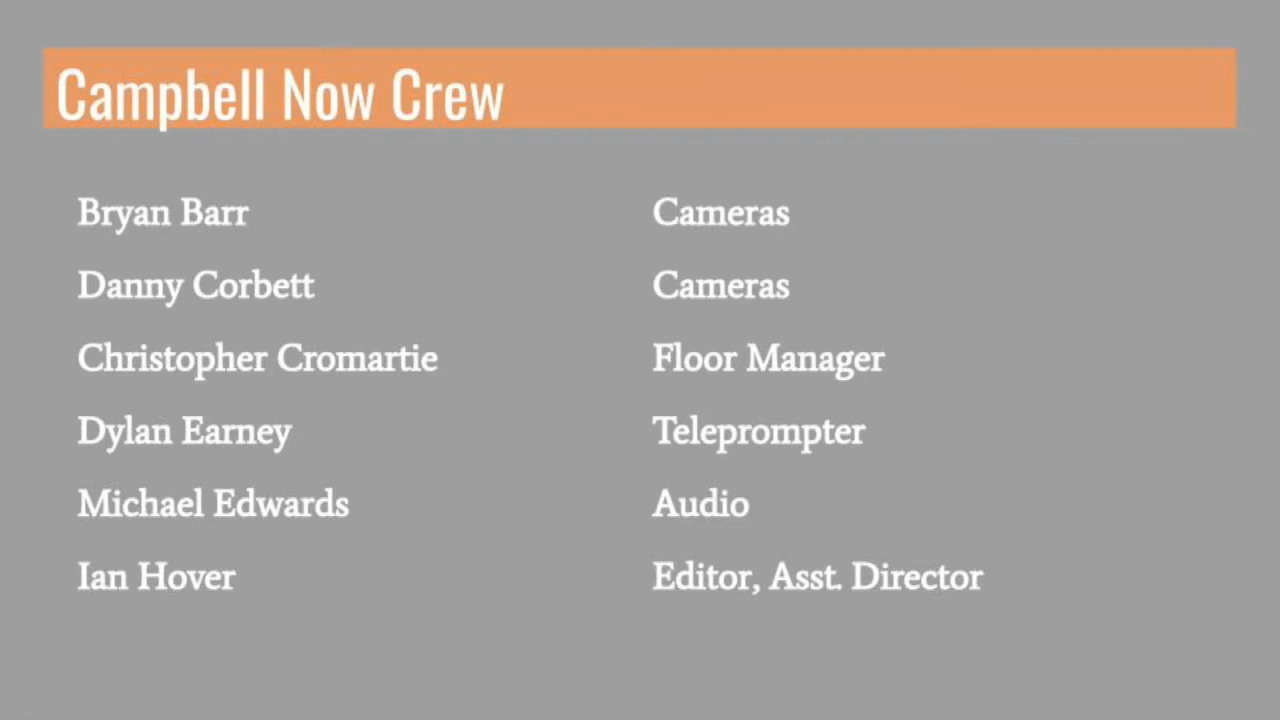 Campbell Now Crew
Bryan Barr Cameras
Danny Corbett Cameras
Christopher Cromartie Floor Manager
Dylan Earney Teleprompter
Michael Edwards Audio
Ian Hover Editor, Asst. Director